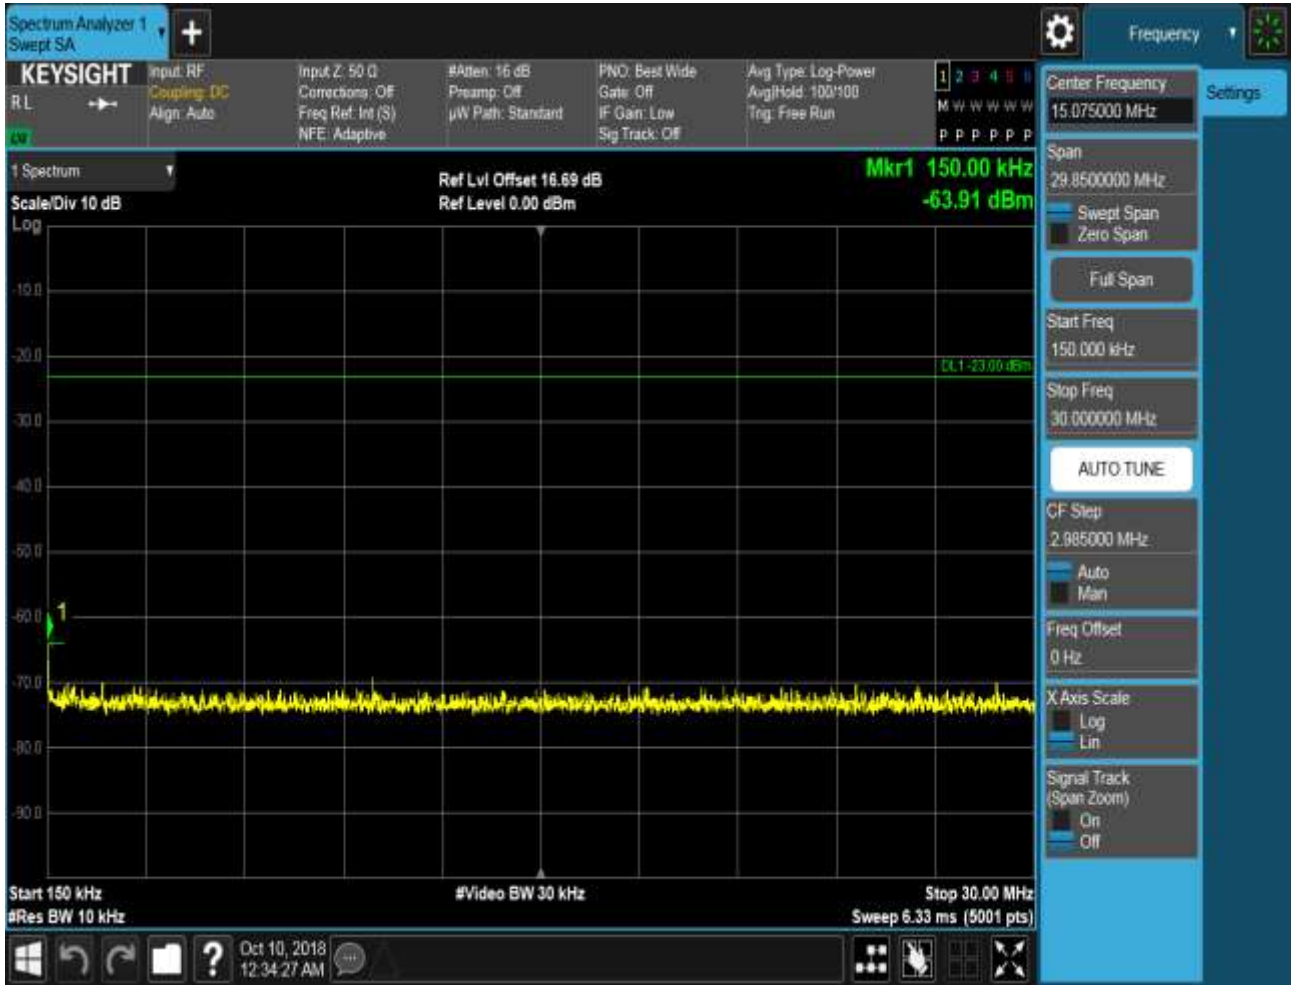 Spectrum Analyzer 1
Swept SA
+
Frequency
KEYSIGHT
R L
LW
Input: RF
Coupling: DC
Align: Auto
Input Z: 50 Ω
Corrections: Off
Freq Ref: Int (S)
NFE: Adaptive
#Atten: 16 dB
Preamp: Off
µW Path: Standard
PNO: Best Wide
Gate: Off
IF Gain: Low
Sig Track: Off
Avg Type: Log-Power
Avg|Hold: 100/100
Trig: Free Run
1 2 3 4 5 6
M W W W W W
P P P P P P
1 Spectrum
Scale/Div 10 dB
Log
Ref Lvl Offset 16.69 dB
Ref Level 0.00 dBm
Mkr1 150.00 kHz
-63.91 dBm
-10.0
-20.0
DL1 -23.00 dBm
-30.0
-40.0
-50.0
-60.0
1
-70.0
-80.0
-90.0
Start 150 kHz
#Res BW 10 kHz
#Video BW 30 kHz
Stop 30.00 MHz
Sweep 6.33 ms (5001 pts)
Center Frequency
15.075000 MHz
Settings
Span
29.8500000 MHz
Swept Span
Zero Span
Full Span
Start Freq
150.000 kHz
Stop Freq
30.000000 MHz
AUTO TUNE
CF Step
2.985000 MHz
Auto
Man
Freq Offset
0 Hz
X Axis Scale
Log
Lin
Signal Track
(Span Zoom)
On
Off
?
Oct 10, 2018
12:34:27 AM